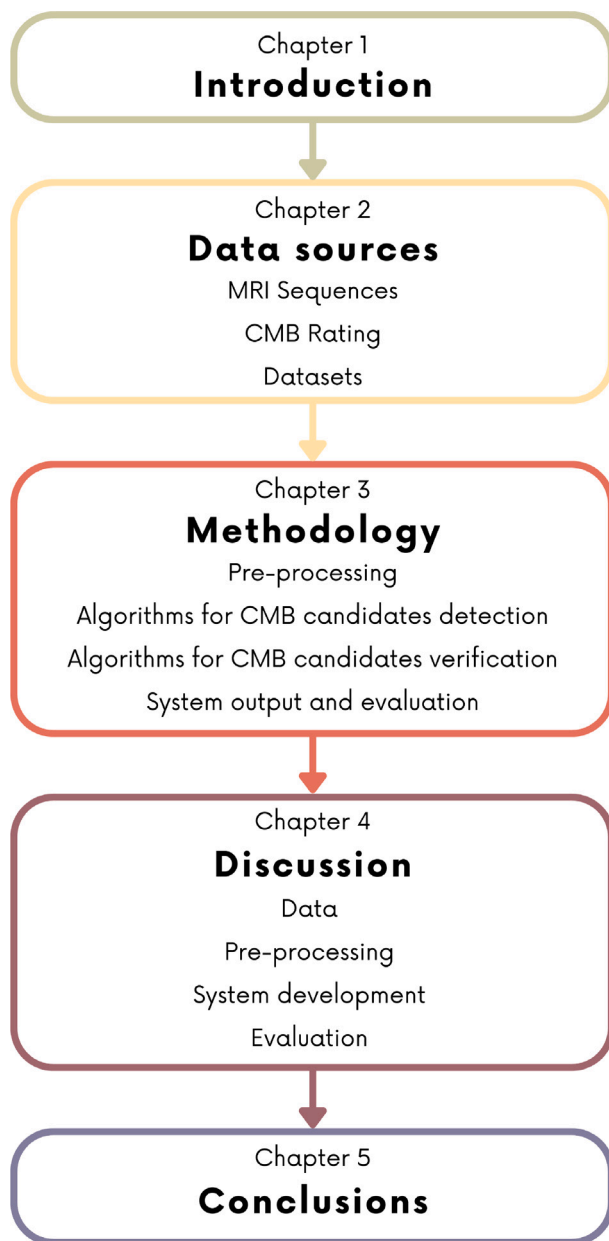 Chapter 1
Introduction
Chapter 2
Data sources
MRI Sequences
CMB Rating
Datasets
Chapter 3
Methodology
Pre-processing
Algorithms for CMB candidates detection
Algorithms for CMB candidates verification
System output and evaluation
Chapter 4
Discussion
Data
Pre-processing
System development
Evaluation
Chapter 5
Conclusions